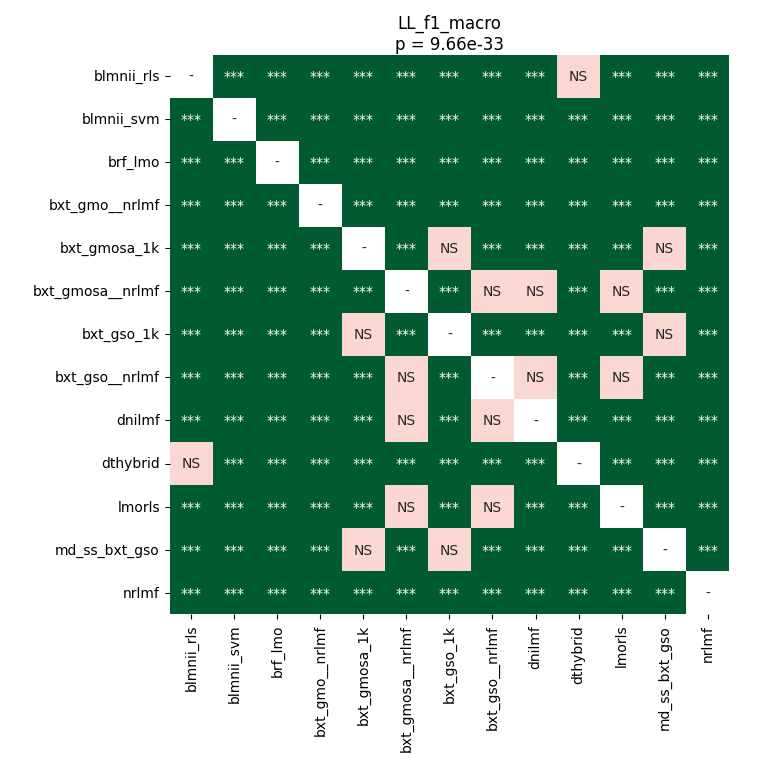 LL_f1_macro
p = 9.66e-33
blmnii_rls - *** *** *** *** *** *** *** *** NS *** *** ***
blmnii_svm *** - *** *** *** *** *** *** *** *** *** *** ***
brf_lmo *** *** - *** *** *** *** *** *** *** *** *** ***
bxt_gmo__nrlmf *** *** *** - *** *** *** *** *** *** *** *** ***
bxt_gmosa_1k *** *** *** *** - *** NS *** *** *** *** NS ***
bxt_gmosa__nrlmf *** *** *** *** *** - *** NS NS *** NS *** ***
bxt_gso_1k *** *** *** *** NS *** - *** *** *** *** NS ***
bxt_gso__nrlmf *** *** *** *** *** NS *** - NS *** NS *** ***
dnilmf *** *** *** *** *** NS *** NS - *** *** *** ***
dthybrid NS *** *** *** *** *** *** *** *** - *** *** ***
lmorls *** *** *** *** *** NS *** NS *** *** - *** ***
md_ss_bxt_gso *** *** *** *** NS *** NS *** *** *** *** - ***
nrlmf *** *** *** *** *** *** *** *** *** *** *** *** -
blmnii_rls
blmnii_svm
brf_lmo
bxt_gmo__nrlmf
bxt_gmosa_1k
bxt_gmosa__nrlmf
bxt_gso_1k
bxt_gso__nrlmf
dnilmf
dthybrid
lmorls
md_ss_bxt_gso
nrlmf